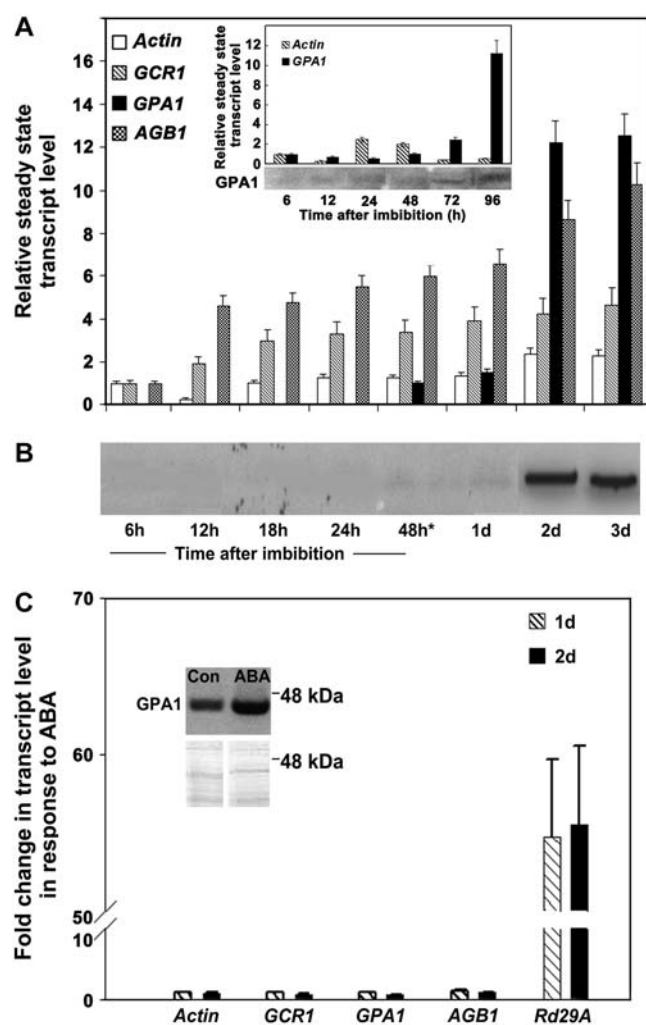 A
Relative steady state
transcript level
16
14
12
10
8
6
4
2
0
Actin
GCR1
GPA1
AGB1
Relative steady state
transcript level
12
10
8
6
4
2
0
Actin
GPA1
GPA1
6 12 24 48 72 96
Time after imbibition (h)
B
6h 12h 18h 24h 48h* 1d 2d 3d
Time after imbibition
C
Fold change in transcript level
in response to ABA
70
60
50
10
0
1d
2d
Con ABA
GPA1
48 kDa
48 kDa
Actin GCR1 GPA1 AGB1 Rd29A